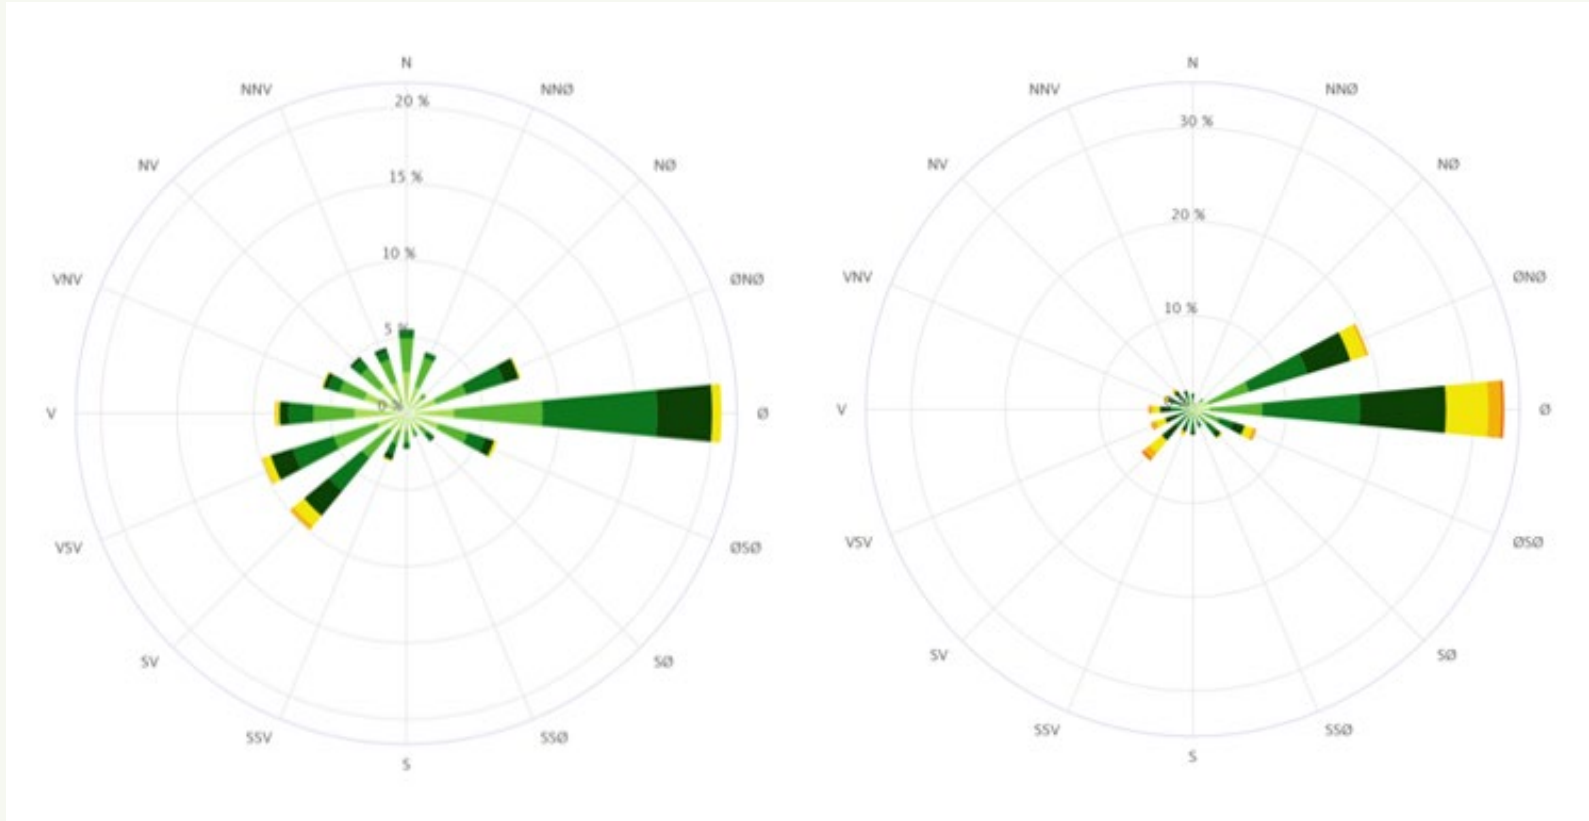 N
NNV
NNØ
20 %
NV
NØ
15 %
10 %
VNV
ØNØ
5 %
0 %
V
Ø
VSV
ØSØ
SV
SØ
SSV
SSØ
S
N
NNV
NNØ
30 %
NV
NØ
20 %
VNV
ØNØ
10 %
V
Ø
VSV
ØSØ
SV
SØ
SSV
SSØ
S